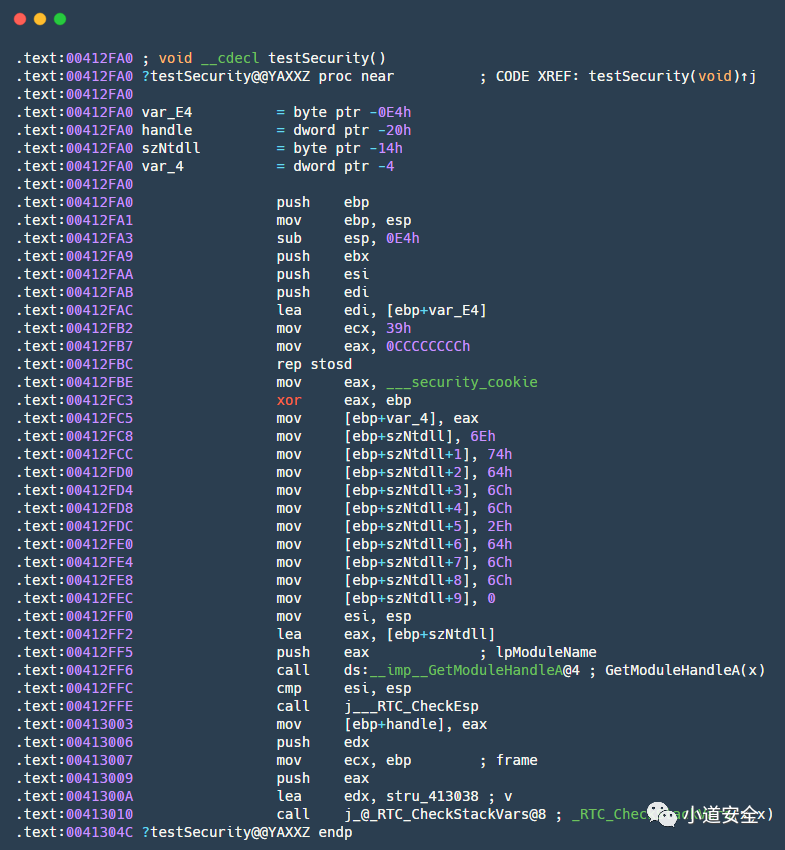 .text:00412FA0 ; void __cdecl testSecurity()
.text:00412FA0 ?testSecurity@@YAXXZ proc near ; CODE XREF: testSecurity(void)↑j
.text:00412FA0
.text:00412FA0 var_E4 = byte ptr -0E4h
.text:00412FA0 handle = dword ptr -20h
.text:00412FA0 szNtdll = byte ptr -14h
.text:00412FA0 var_4 = dword ptr -4
.text:00412FA0
.text:00412FA0 push ebp
.text:00412FA1 mov ebp, esp
.text:00412FA3 sub esp, 0E4h
.text:00412FA9 push ebx
.text:00412FAA push esi
.text:00412FAB push edi
.text:00412FAC lea edi, [ebp+var_E4]
.text:00412FB2 mov ecx, 39h
.text:00412FB7 mov eax, 0CCCCCCCCh
.text:00412FBC rep stosd
.text:00412FBE mov eax, ___security_cookie
.text:00412FC3 xor eax, ebp
.text:00412FC5 mov [ebp+var_4], eax
.text:00412FC8 mov [ebp+szNtdll], 6Eh
.text:00412FCC mov [ebp+szNtdll+1], 74h
.text:00412FD0 mov [ebp+szNtdll+2], 64h
.text:00412FD4 mov [ebp+szNtdll+3], 6Ch
.text:00412FD8 mov [ebp+szNtdll+4], 6Ch
.text:00412FDC mov [ebp+szNtdll+5], 2Eh
.text:00412FE0 mov [ebp+szNtdll+6], 64h
.text:00412FE4 mov [ebp+szNtdll+7], 6Ch
.text:00412FE8 mov [ebp+szNtdll+8], 6Ch
.text:00412FEC mov [ebp+szNtdll+9], 0
.text:00412FF0 mov esi, esp
.text:00412FF2 lea eax, [ebp+szNtdll]
.text:00412FF5 push eax ; lpModuleName
.text:00412FF6 call ds:__imp__GetModuleHandleA@4 ; GetModuleHandleA(x)
.text:00412FFC cmp esi, esp
.text:00412FFE call j___RTC_CheckEsp
.text:00413003 mov [ebp+handle], eax
.text:00413006 push edx
.text:00413007 mov ecx, ebp ; frame
.text:00413009 push eax
.text:0041300A lea edx, stru_413038 ; v
.text:00413010 call j_@_RTC_CheckStackVars@8 ; x)
小道安全
.text:0041304C ?testSecurity@@YAXXZ endp